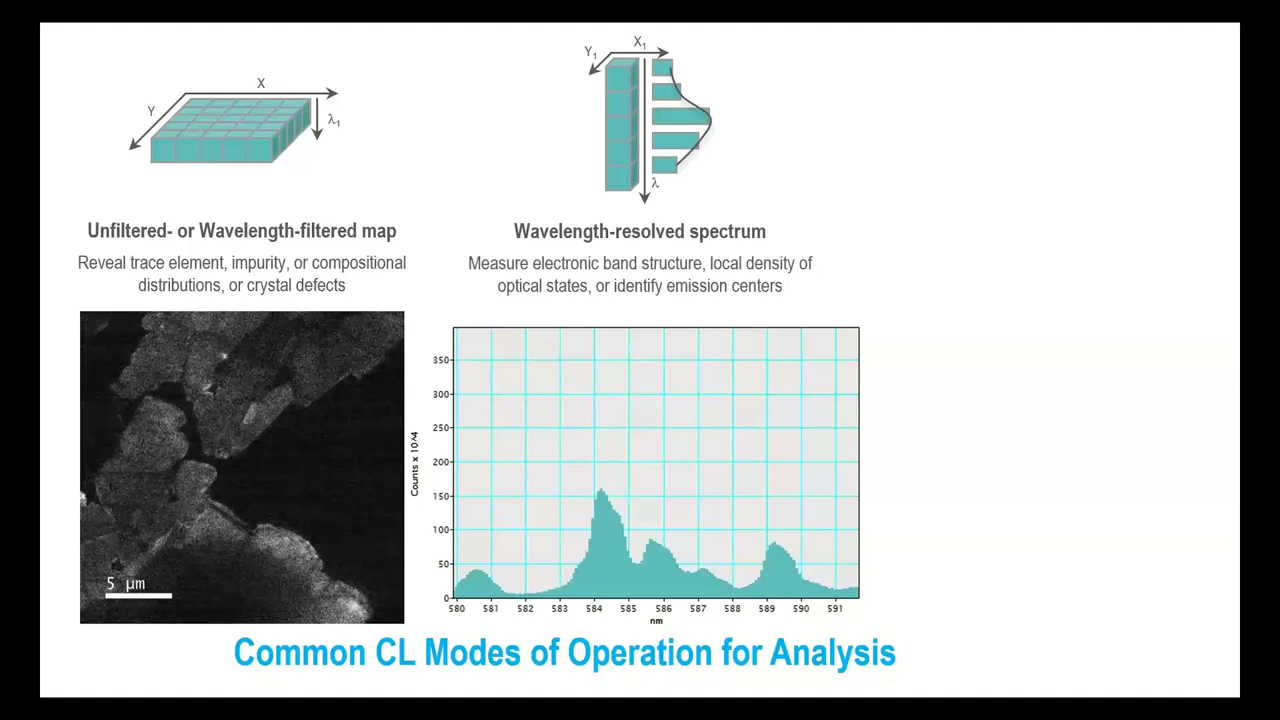 X
Y
λ1
Unfiltered- or Wavelength-filtered map
Reveal trace element, impurity, or compositional
distributions, or crystal defects
5 µm
X1
Y1
λ
Wavelength-resolved spectrum
Measure electronic band structure, local density of
optical states, or identify emission centers
Counts x 10^4
350
300
250
200
150
100
50
0
580 581 582 583 584 585 586 587 588 589 590 591
nm
Common CL Modes of Operation for Analysis